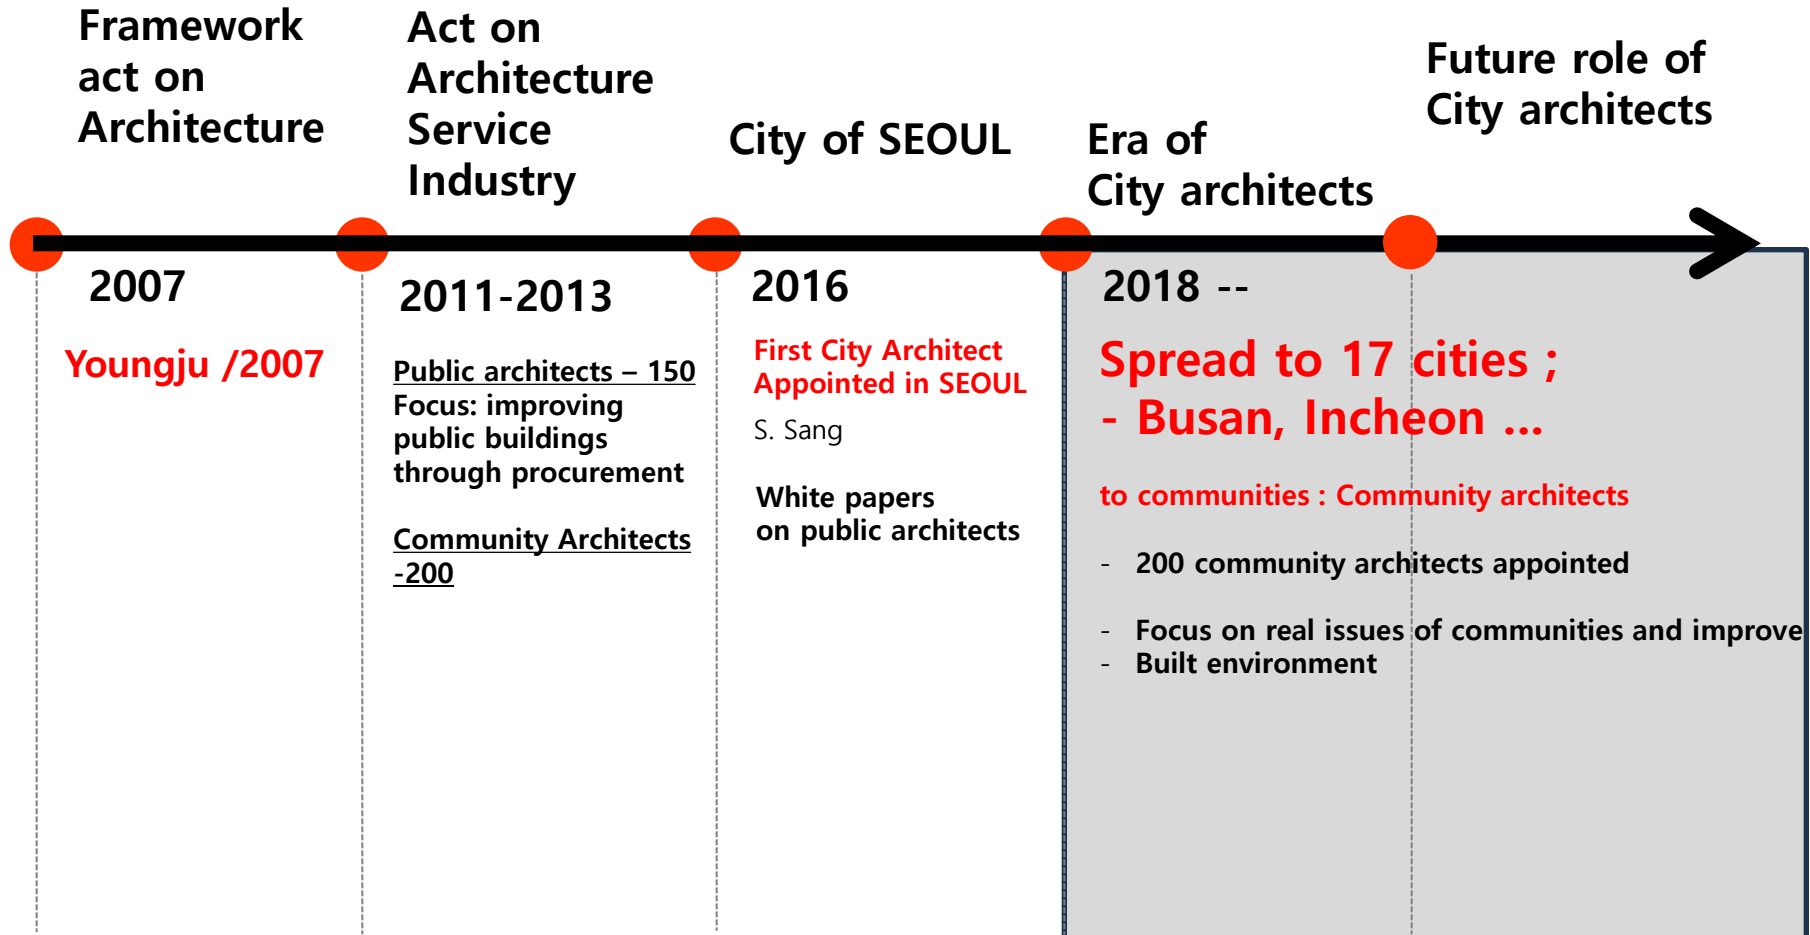 Framework
act on
Architecture
Act on
Architecture
Service
Industry
City of SEOUL
Era of
City architects
Future role of
City architects
2007
Youngju /2007
2011-2013
Public architects – 150
Focus: improving
public buildings
through procurement
Community Architects
-200
2016
First City Architect
Appointed in SEOUL
S. Sang
White papers
on public architects
2018 --
Spread to 17 cities ;
- Busan, Incheon ...
to communities : Community architects
- 200 community architects appointed
- Focus on real issues of communities and improve
- Built environment